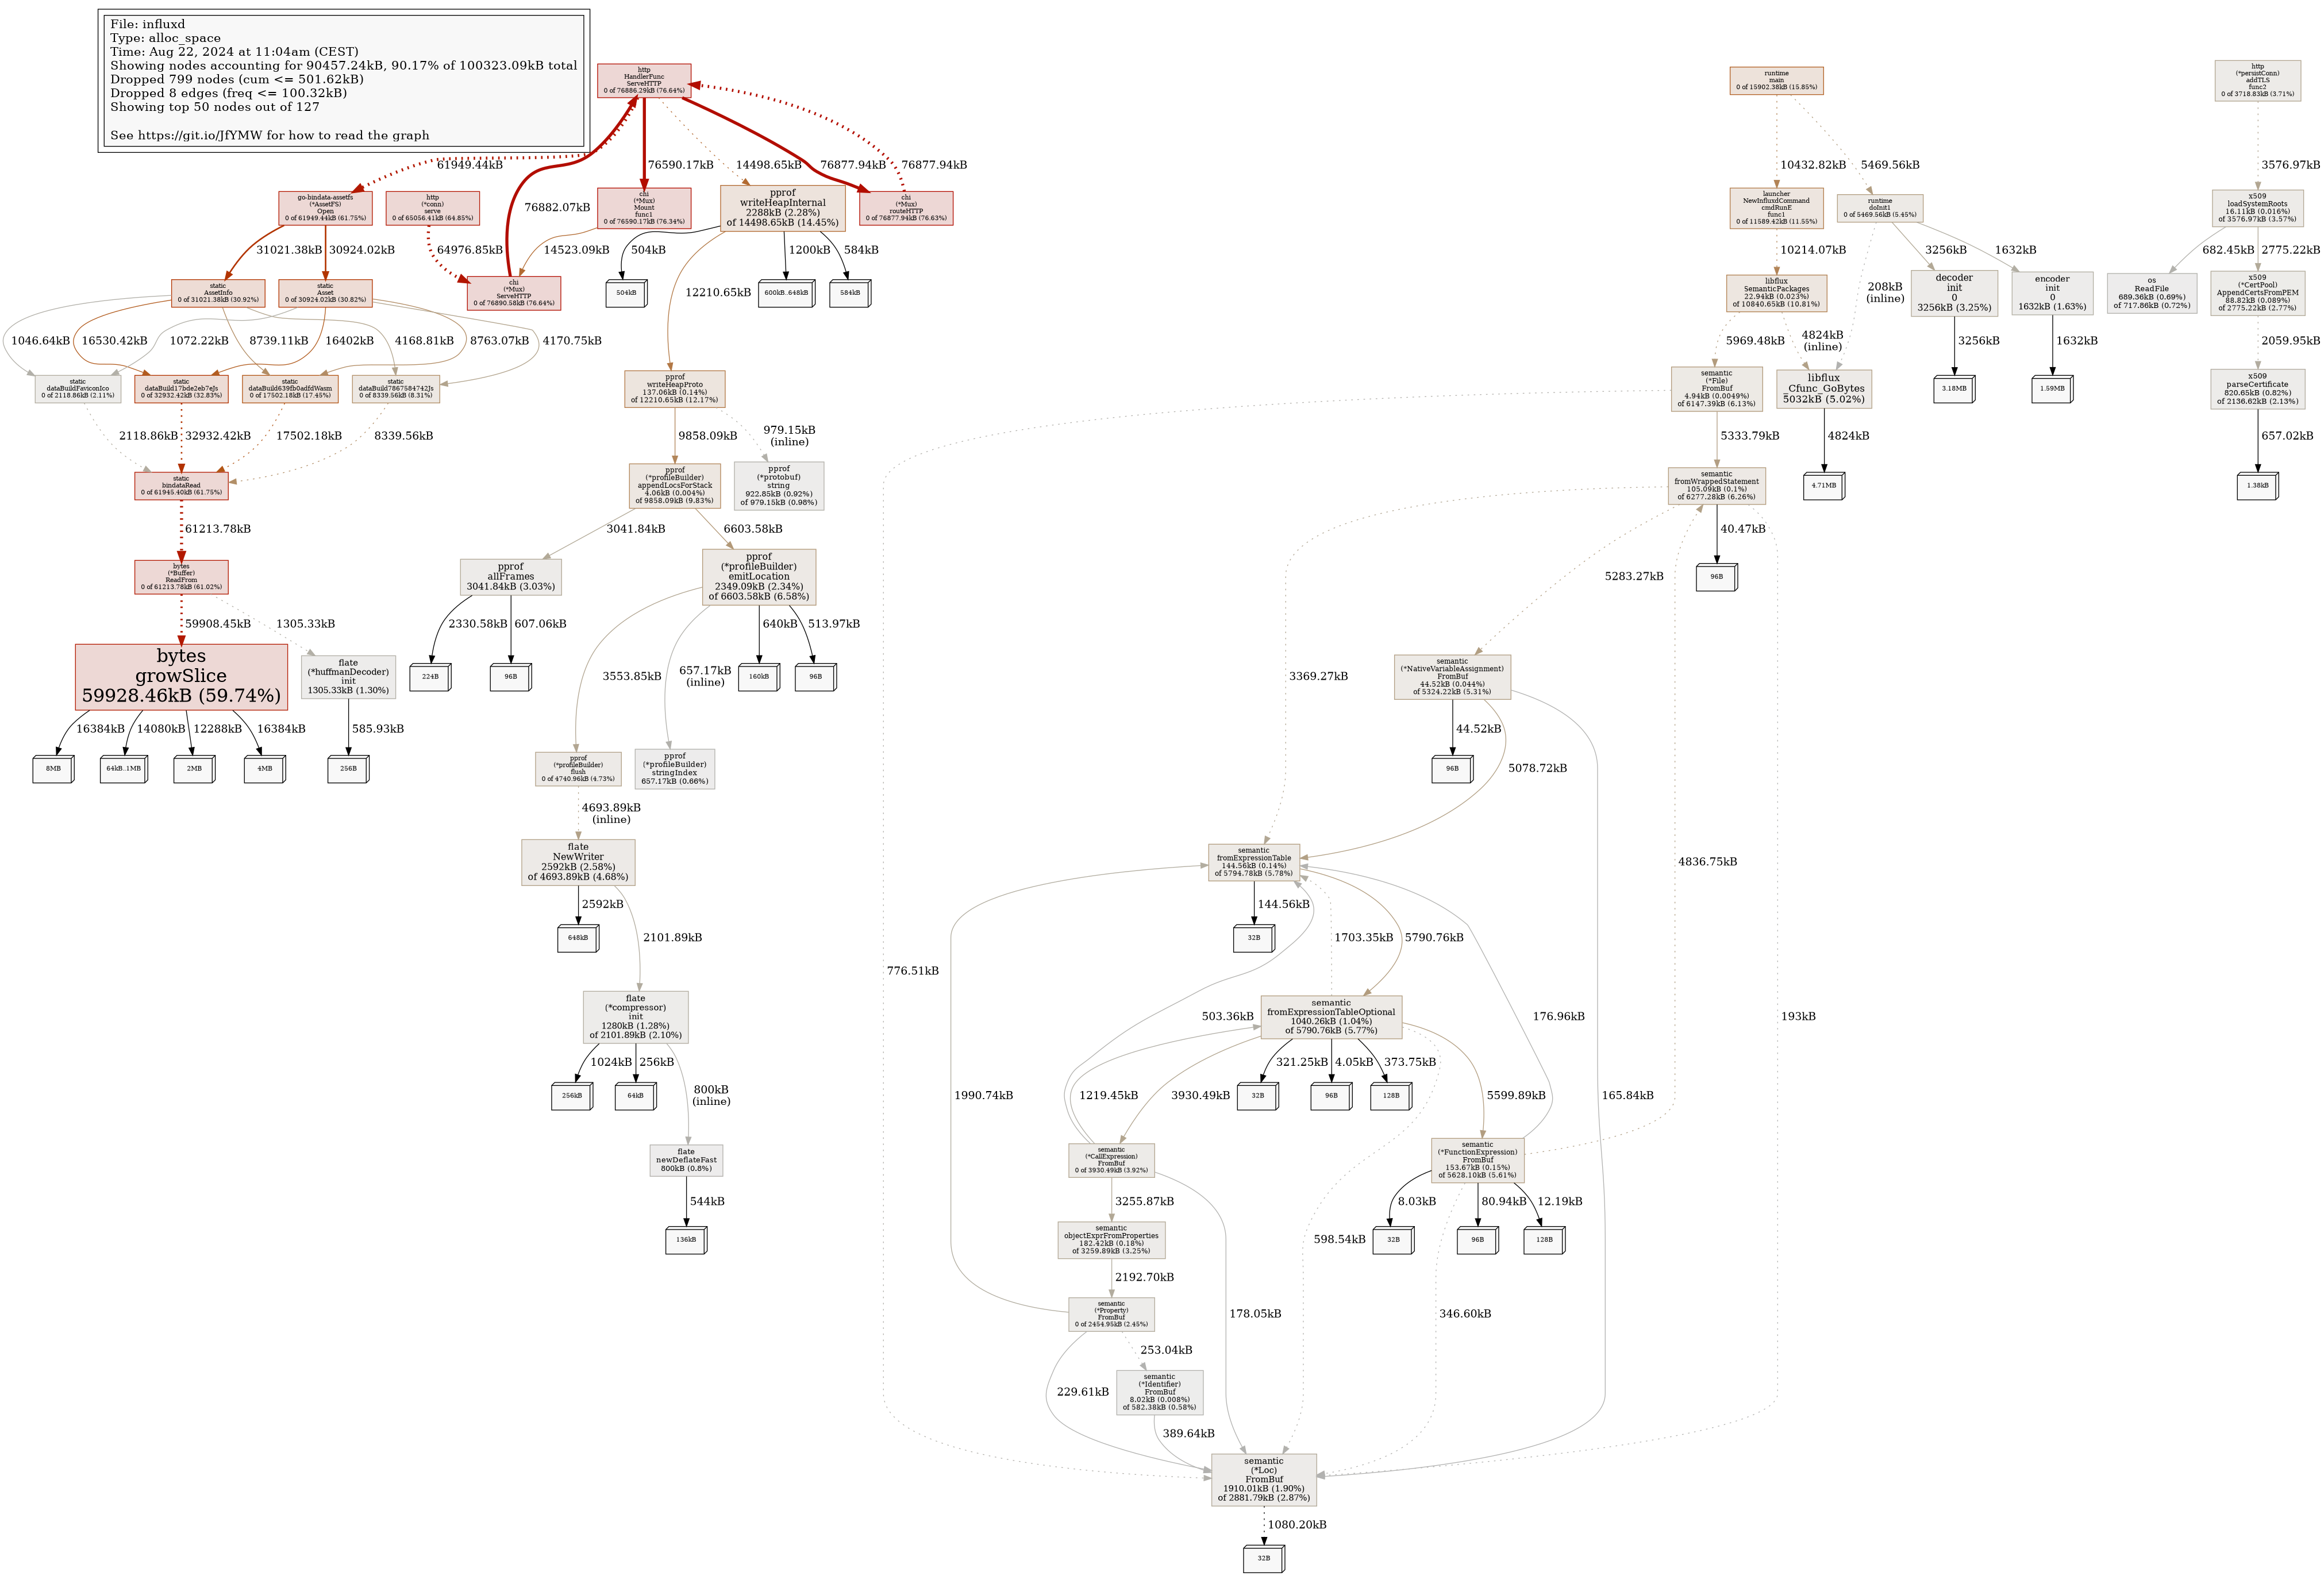 File: influxd
Type: alloc_space
Time: Aug 22, 2024 at 11:04am (CEST)
Showing nodes accounting for 90457.24kB, 90.17% of 100323.09kB total
Dropped 799 nodes (cum <= 501.62kB)
Dropped 8 edges (freq <= 100.32kB)
Showing top 50 nodes out of 127
See https://git.io/JfYMW for how to read the graph
http
HandlerFunc
ServeHTTP
0 of 76886.29kB (76.64%)
runtime
main
0 of 15902.38kB (15.85%)
http
(*persistConn)
addTLS
func2
0 of 3718.83kB (3.71%)
61949.44kB
76590.17kB
14498.65kB
76877.94kB
76877.94kB
10432.82kB
5469.56kB
3576.97kB
go-bindata-assetfs
(*AssetFS)
Open
0 of 61949.44kB (61.75%)
http
(*conn)
serve
0 of 65056.41kB (64.85%)
76882.07kB
chi
(*Mux)
Mount
func1
0 of 76590.17kB (76.34%)
pprof
writeHeapInternal
2288kB (2.28%)
of 14498.65kB (14.45%)
chi
(*Mux)
routeHTTP
0 of 76877.94kB (76.63%)
launcher
NewInfluxdCommand
cmdRunE
func1
0 of 11589.42kB (11.55%)
runtime
doInit1
0 of 5469.56kB (5.45%)
x509
loadSystemRoots
16.11kB (0.016%)
of 3576.97kB (3.57%)
31021.38kB
30924.02kB
64976.85kB
14523.09kB
504kB
1200kB
584kB
10214.07kB
3256kB
1632kB
682.45kB
2775.22kB
static
AssetInfo
0 of 31021.38kB (30.92%)
static
Asset
0 of 30924.02kB (30.82%)
chi
(*Mux)
ServeHTTP
0 of 76890.58kB (76.64%)
504kB
12210.65kB
600kB..648kB
584kB
libflux
SemanticPackages
22.94kB (0.023%)
of 10840.65kB (10.81%)
208kB
(inline)
decoder
init
0
3256kB (3.25%)
encoder
init
0
1632kB (1.63%)
os
ReadFile
689.36kB (0.69%)
of 717.86kB (0.72%)
x509
(*CertPool)
AppendCertsFromPEM
88.82kB (0.089%)
of 2775.22kB (2.77%)
1046.64kB
16530.42kB
1072.22kB
8739.11kB
16402kB
4168.81kB
8763.07kB
4170.75kB
5969.48kB
4824kB
(inline)
3256kB
1632kB
2059.95kB
static
dataBuildFaviconIco
0 of 2118.86kB (2.11%)
static
dataBuild17bde2eb7eJs
0 of 32932.42kB (32.83%)
static
dataBuild639fb0adfdWasm
0 of 17502.18kB (17.45%)
static
dataBuild7867584742Js
0 of 8339.56kB (8.31%)
pprof
writeHeapProto
137.06kB (0.14%)
of 12210.65kB (12.17%)
semantic
(*File)
FromBuf
4.94kB (0.0049%)
of 6147.39kB (6.13%)
libflux
_Cfunc_GoBytes
5032kB (5.02%)
3.18MB
1.59MB
x509
parseCertificate
820.65kB (0.82%)
of 2136.62kB (2.13%)
2118.86kB
32932.42kB
17502.18kB
8339.56kB
9858.09kB
979.15kB
(inline)
5333.79kB
4824kB
657.02kB
static
bindataRead
0 of 61945.40kB (61.75%)
pprof
(*profileBuilder)
appendLocsForStack
4.06kB (0.004%)
of 9858.09kB (9.83%)
pprof
(*protobuf)
string
922.85kB (0.92%)
of 979.15kB (0.98%)
semantic
fromWrappedStatement
105.09kB (0.1%)
of 6277.28kB (6.26%)
4.71MB
1.38kB
61213.78kB
3041.84kB
6603.58kB
40.47kB
bytes
(*Buffer)
ReadFrom
0 of 61213.78kB (61.02%)
pprof
allFrames
3041.84kB (3.03%)
pprof
(*profileBuilder)
emitLocation
2349.09kB (2.34%)
of 6603.58kB (6.58%)
5283.27kB
96B
59908.45kB
1305.33kB
2330.58kB
607.06kB
640kB
513.97kB
bytes
growSlice
59928.46kB (59.74%)
flate
(*huffmanDecoder)
init
1305.33kB (1.30%)
224B
96B
3553.85kB
657.17kB
(inline)
160kB
96B
3369.27kB
semantic
(*NativeVariableAssignment)
FromBuf
44.52kB (0.044%)
of 5324.22kB (5.31%)
16384kB
14080kB
12288kB
16384kB
585.93kB
44.52kB
8MB
64kB..1MB
2MB
4MB
256B
pprof
(*profileBuilder)
flush
0 of 4740.96kB (4.73%)
pprof
(*profileBuilder)
stringIndex
657.17kB (0.66%)
96B
5078.72kB
4693.89kB
(inline)
flate
NewWriter
2592kB (2.58%)
of 4693.89kB (4.68%)
semantic
fromExpressionTable
144.56kB (0.14%)
of 5794.78kB (5.78%)
4836.75kB
2592kB
144.56kB
648kB
2101.89kB
32B
1703.35kB
5790.76kB
776.51kB
flate
(*compressor)
init
1280kB (1.28%)
of 2101.89kB (2.10%)
503.36kB
semantic
fromExpressionTableOptional
1040.26kB (1.04%)
of 5790.76kB (5.77%)
176.96kB
193kB
1024kB
256kB
321.25kB
4.05kB
373.75kB
256kB
64kB
800kB
(inline)
1990.74kB
1219.45kB
3930.49kB
32B
96B
128B
5599.89kB
165.84kB
flate
newDeflateFast
800kB (0.8%)
semantic
(*CallExpression)
FromBuf
0 of 3930.49kB (3.92%)
semantic
(*FunctionExpression)
FromBuf
153.67kB (0.15%)
of 5628.10kB (5.61%)
544kB
3255.87kB
8.03kB
80.94kB
12.19kB
136kB
semantic
objectExprFromProperties
182.42kB (0.18%)
of 3259.89kB (3.25%)
598.54kB
32B
96B
128B
2192.70kB
semantic
(*Property)
FromBuf
0 of 2454.95kB (2.45%)
178.05kB
346.60kB
253.04kB
229.61kB
semantic
(*Identifier)
FromBuf
8.02kB (0.008%)
of 582.38kB (0.58%)
389.64kB
semantic
(*Loc)
FromBuf
1910.01kB (1.90%)
of 2881.79kB (2.87%)
1080.20kB
32B